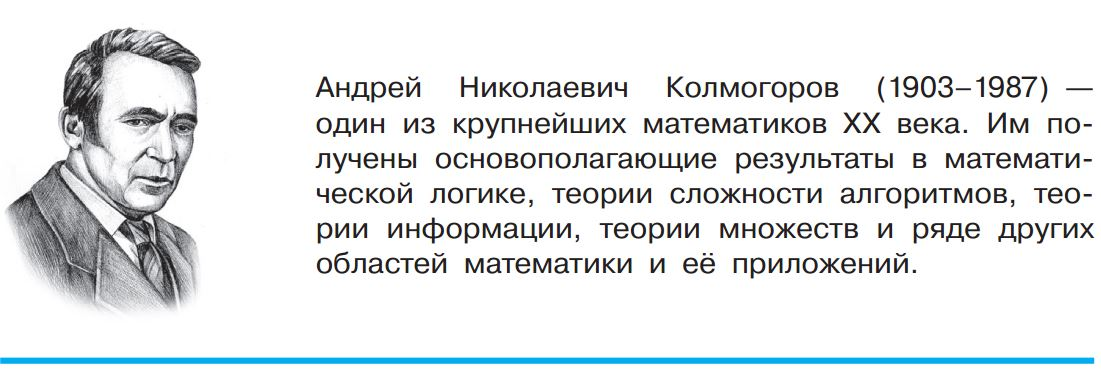 Андрей Николаевич Колмогоров (1903–1987) —
один из крупнейших математиков XX века. Им по-
лучены основополагающие результаты в математи-
ческой логике, теории сложности алгоритмов, тео-
рии информации, теории множеств и ряде других
областей математики и её приложений.